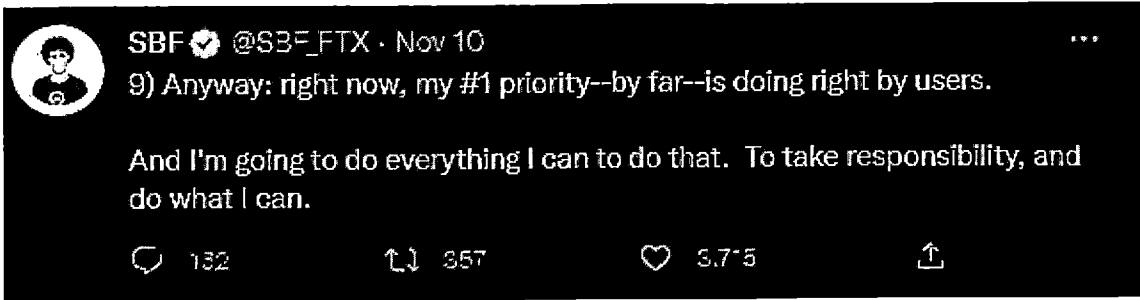 SBF @SBF_FTX · Nov 10
9) Anyway: right now, my #1 priority--by far--is doing right by users.
And I'm going to do everything I can to do that.  To take responsibility, and
do what I can.
357